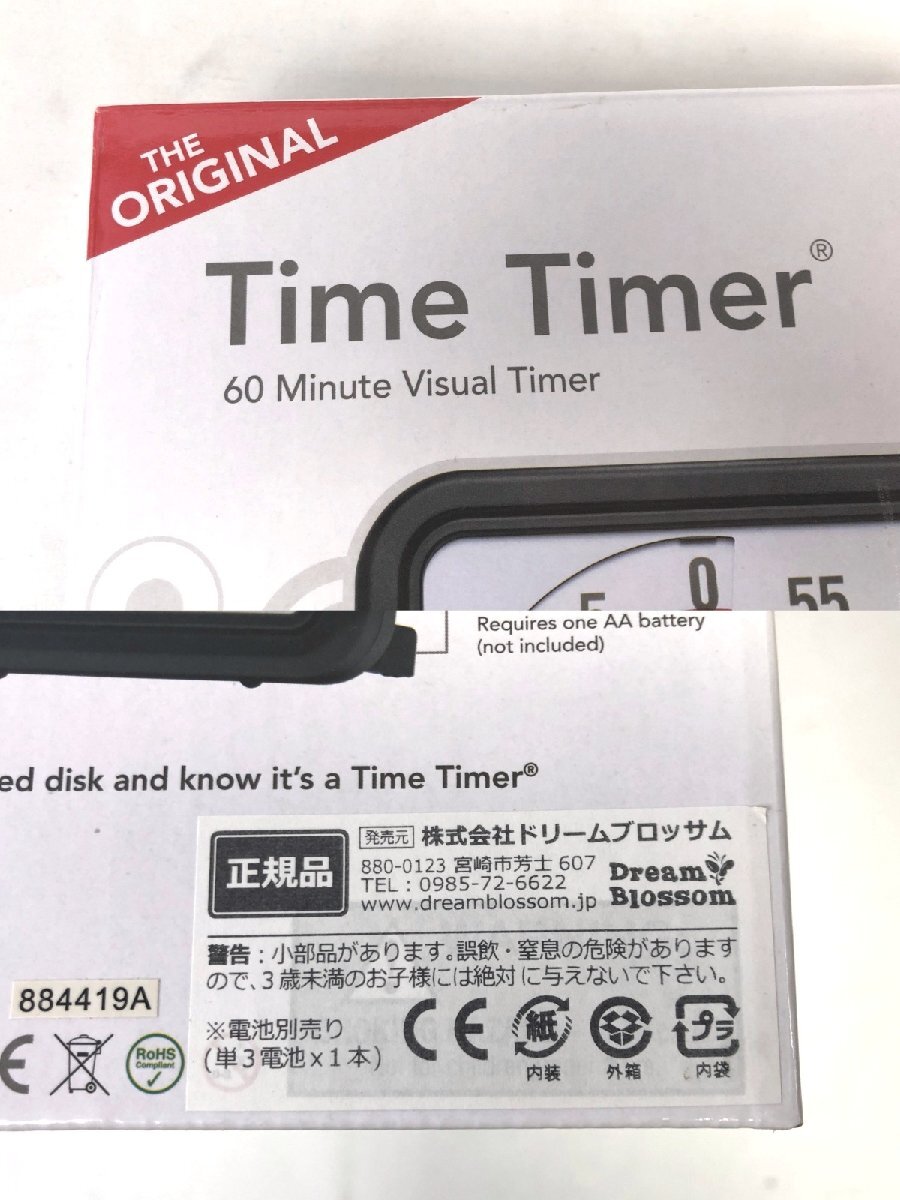 THE
ORIGINAL
Time Timer®
60 Minute Visual Timer
5 0 55
Requires one AA battery
(not included)
ed disk and know it's a Time Timer®
正規品
発売元 株式会社ドリームブロッサム
880-0123 宮崎市芳士 607
TEL : 0985-72-6622
www.dreamblossom.jp
Dream
Blossom
警告:小部品があります。誤飲・窒息の危険があります
ので、3歳未満のお子様には絶対に与えないで下さい。
884419A
※電池別売り
(単3電池x1本)
CE
紙
内装
外箱
プラ
内袋
CE
RoHS
Compliant